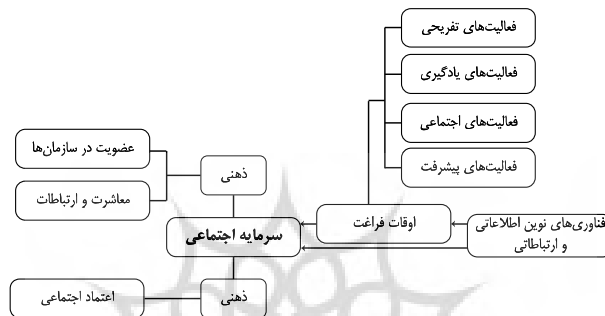 فعالیت‌های تفریحی
فعالیت‌های یادگیری
فعالیت‌های اجتماعی
فعالیت‌های پیشرفت
عضویت در سازمان‌ها
ذهنی
معاشرت و ارتباطات
فناوری‌های نوین اطلاعاتی
و ارتباطاتی
اوقات فراغت
سرمایه اجتماعی
ذهنی
اعتماد اجتماعی